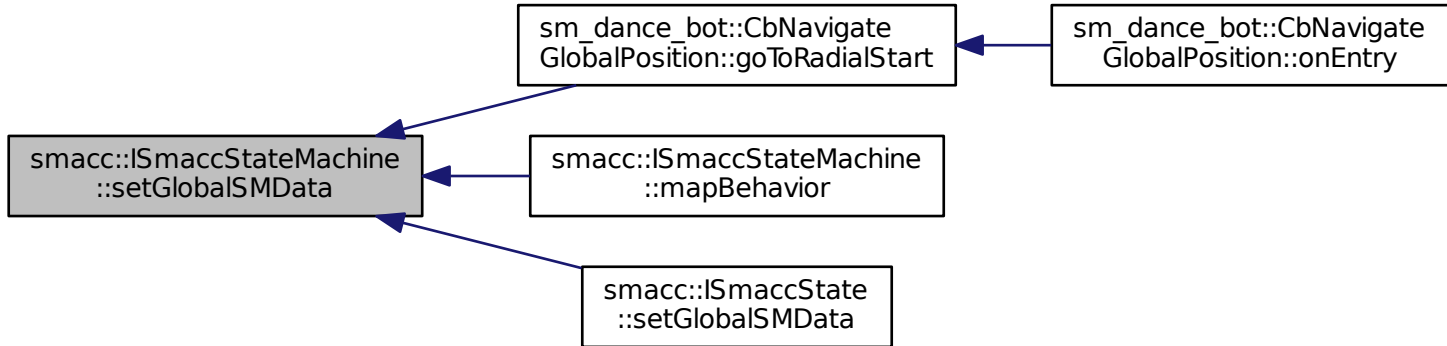 sm_dance_bot::CbNavigate
GlobalPosition::goToRadialStart
sm_dance_bot::CbNavigate
GlobalPosition::onEntry
smacc::ISmaccStateMachine
::setGlobalSMData
smacc::ISmaccStateMachine
::mapBehavior
smacc::ISmaccState
::setGlobalSMData